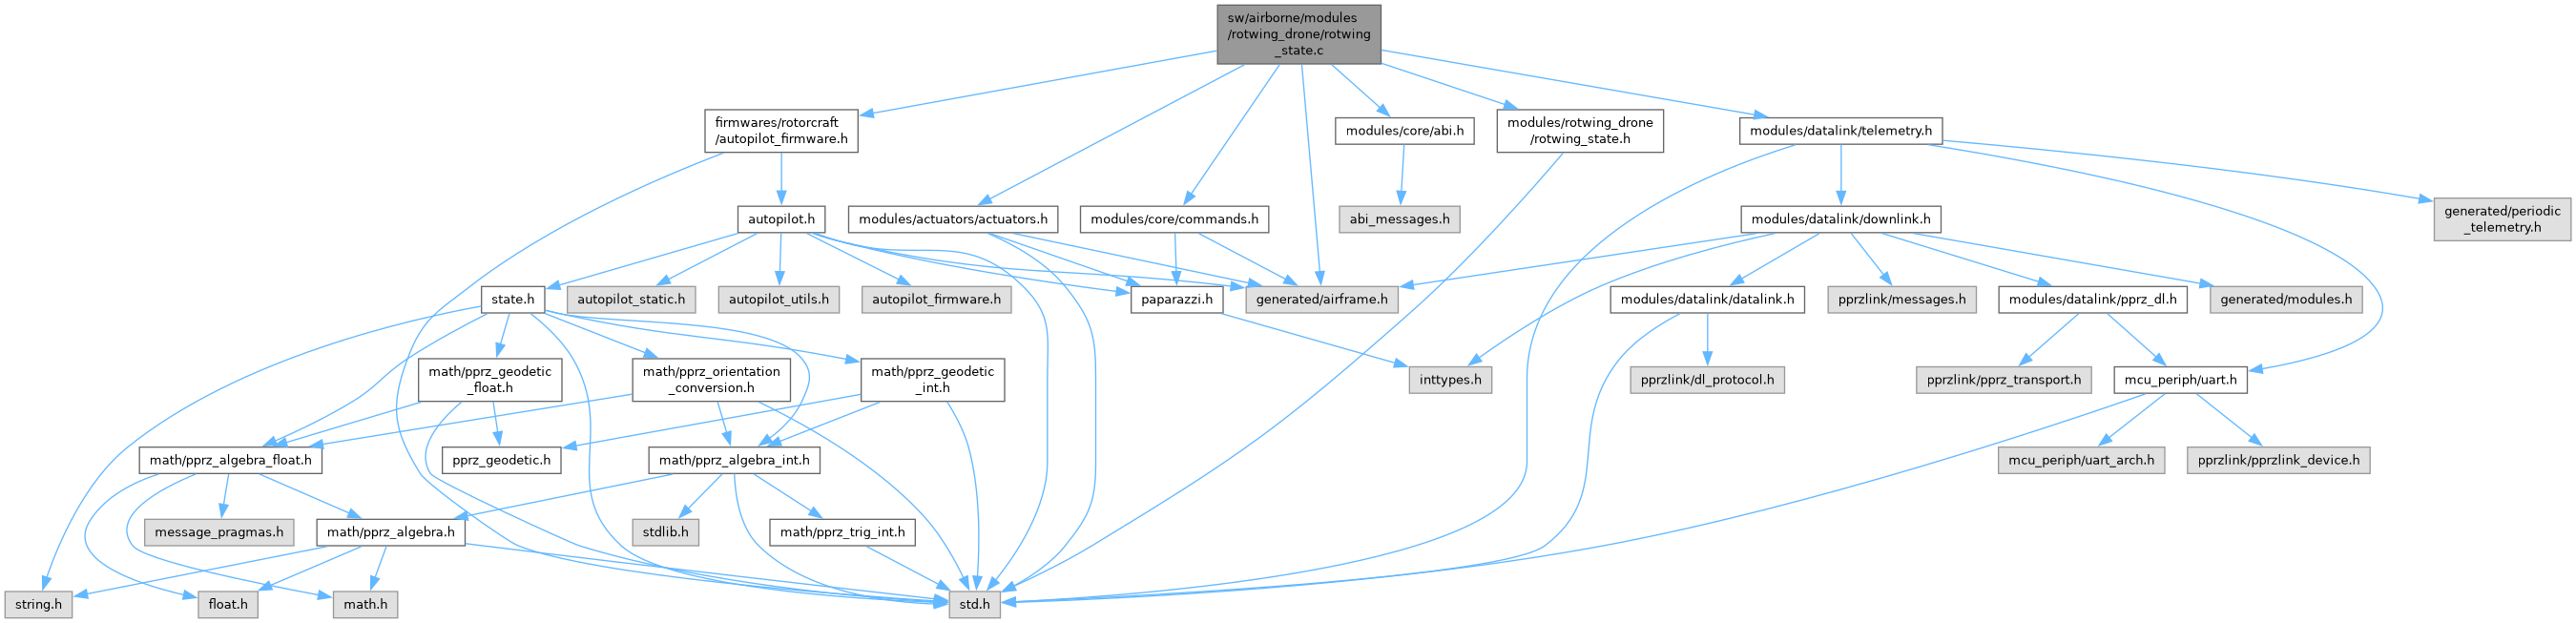 sw/airborne/modules
/rotwing_drone/rotwing
_state.c
firmwares/rotorcraft
/autopilot_firmware.h
modules/core/abi.h
modules/rotwing_drone
/rotwing_state.h
modules/datalink/telemetry.h
autopilot.h
modules/actuators/actuators.h
modules/core/commands.h
abi_messages.h
modules/datalink/downlink.h
generated/periodic
_telemetry.h
state.h
autopilot_static.h
autopilot_utils.h
autopilot_firmware.h
paparazzi.h
generated/airframe.h
modules/datalink/datalink.h
pprzlink/messages.h
modules/datalink/pprz_dl.h
generated/modules.h
math/pprz_geodetic
_float.h
math/pprz_orientation
_conversion.h
math/pprz_geodetic
_int.h
inttypes.h
pprzlink/dl_protocol.h
pprzlink/pprz_transport.h
mcu_periph/uart.h
math/pprz_algebra_float.h
pprz_geodetic.h
math/pprz_algebra_int.h
mcu_periph/uart_arch.h
pprzlink/pprzlink_device.h
message_pragmas.h
math/pprz_algebra.h
stdlib.h
math/pprz_trig_int.h
string.h
float.h
math.h
std.h